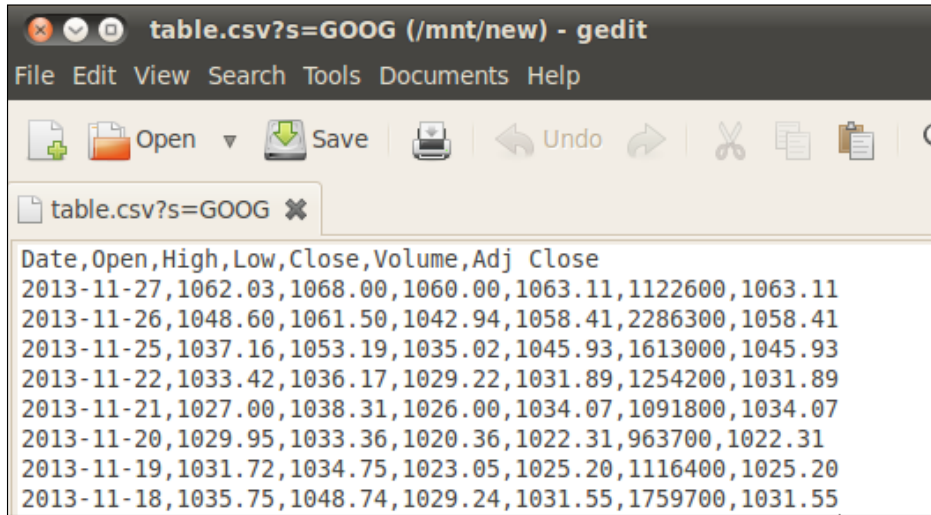 table.csv?s=GOOG (/mnt/new) - gedit
File Edit View Search Tools Documents Help
Open Save Undo
table.csv?s=GOOG
Date,Open,High,Low,Close,Volume,Adj Close
2013-11-27,1062.03,1068.00,1060.00,1063.11,1122600,1063.11
2013-11-26,1048.60,1061.50,1042.94,1058.41,2286300,1058.41
2013-11-25,1037.16,1053.19,1035.02,1045.93,1613000,1045.93
2013-11-22,1033.42,1036.17,1029.22,1031.89,1254200,1031.89
2013-11-21,1027.00,1038.31,1026.00,1034.07,1091800,1034.07
2013-11-20,1029.95,1033.36,1020.36,1022.31,963700,1022.31
2013-11-19,1031.72,1034.75,1023.05,1025.20,1116400,1025.20
2013-11-18,1035.75,1048.74,1029.24,1031.55,1759700,1031.55